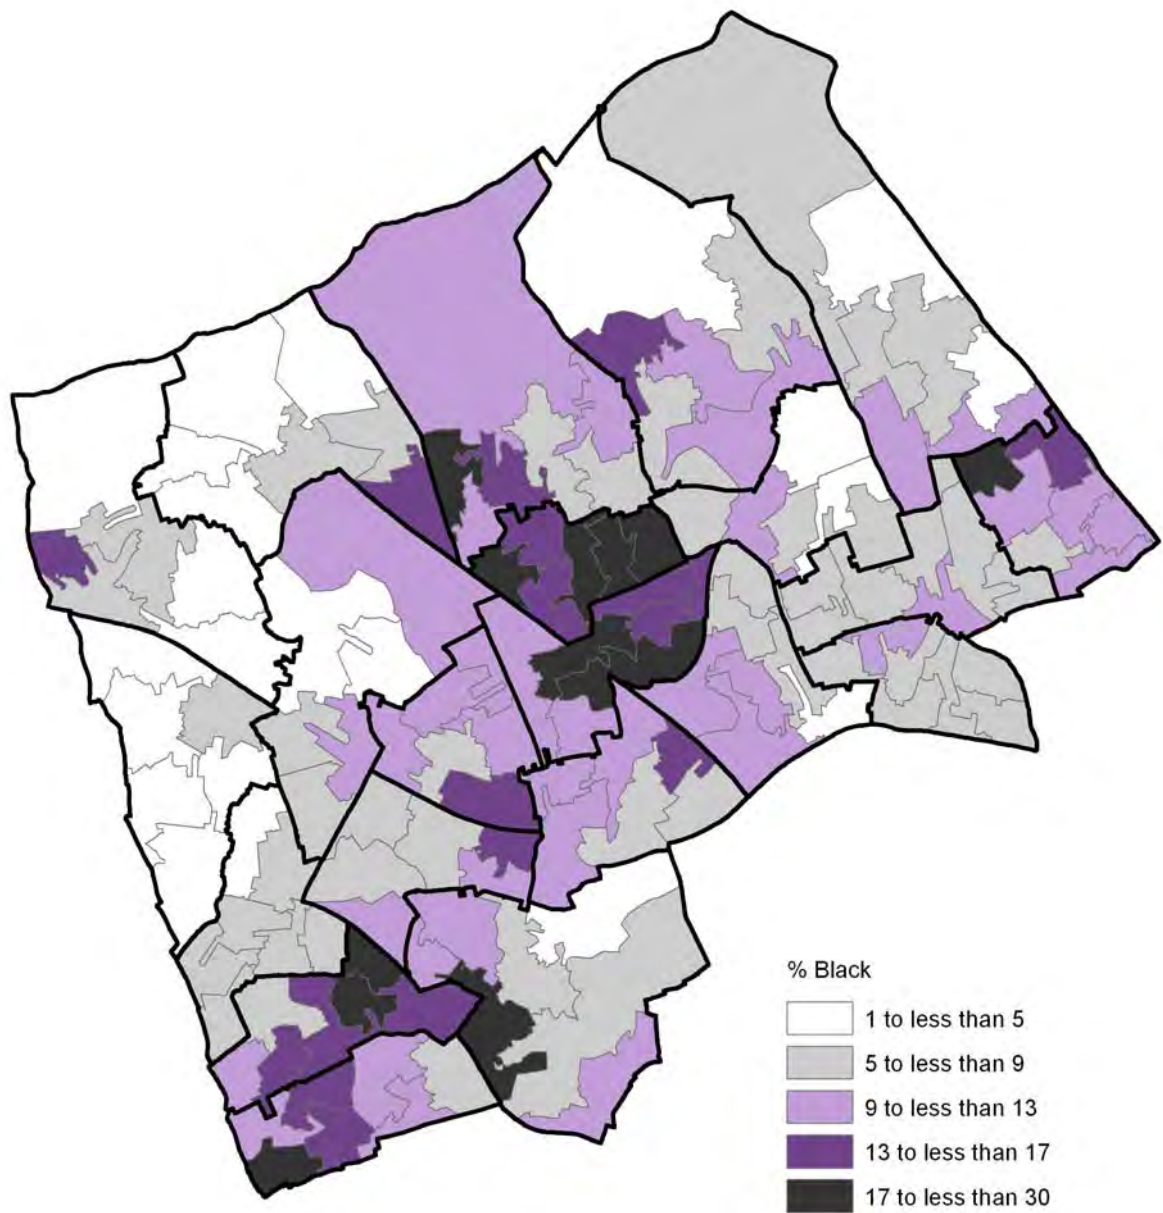 % Black
1 to less than 5
5 to less than 9
9 to less than 13
13 to less than 17
17 to less than 30